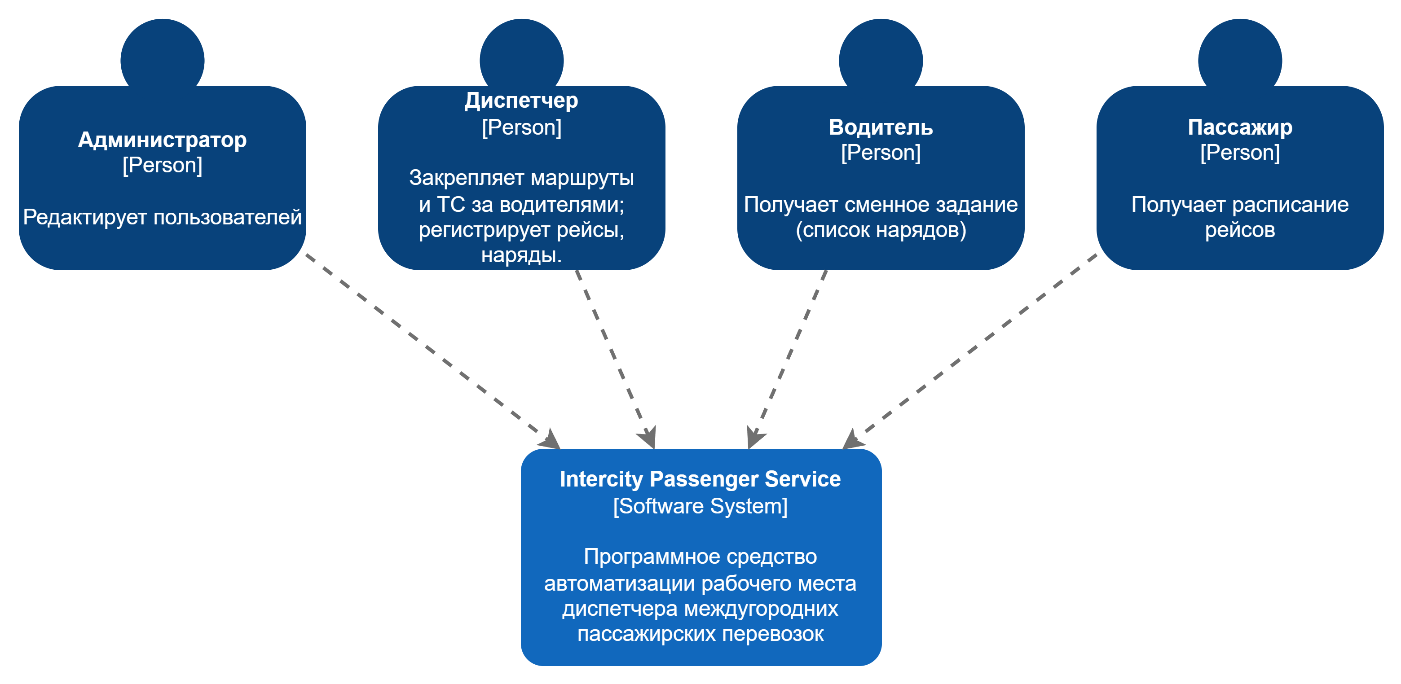 Администратор
[Person]
Редактирует пользователей
Диспетчер
[Person]
Закрепляет маршруты
и ТС за водителями;
регистрирует рейсы,
наряды.
Водитель
[Person]
Получает сменное задание
(список нарядов)
Пассажир
[Person]
Получает расписание
рейсов
Intercity Passenger Service
[Software System]
Программное средство
автоматизации рабочего места
диспетчера междугородних
пассажирских перевозок